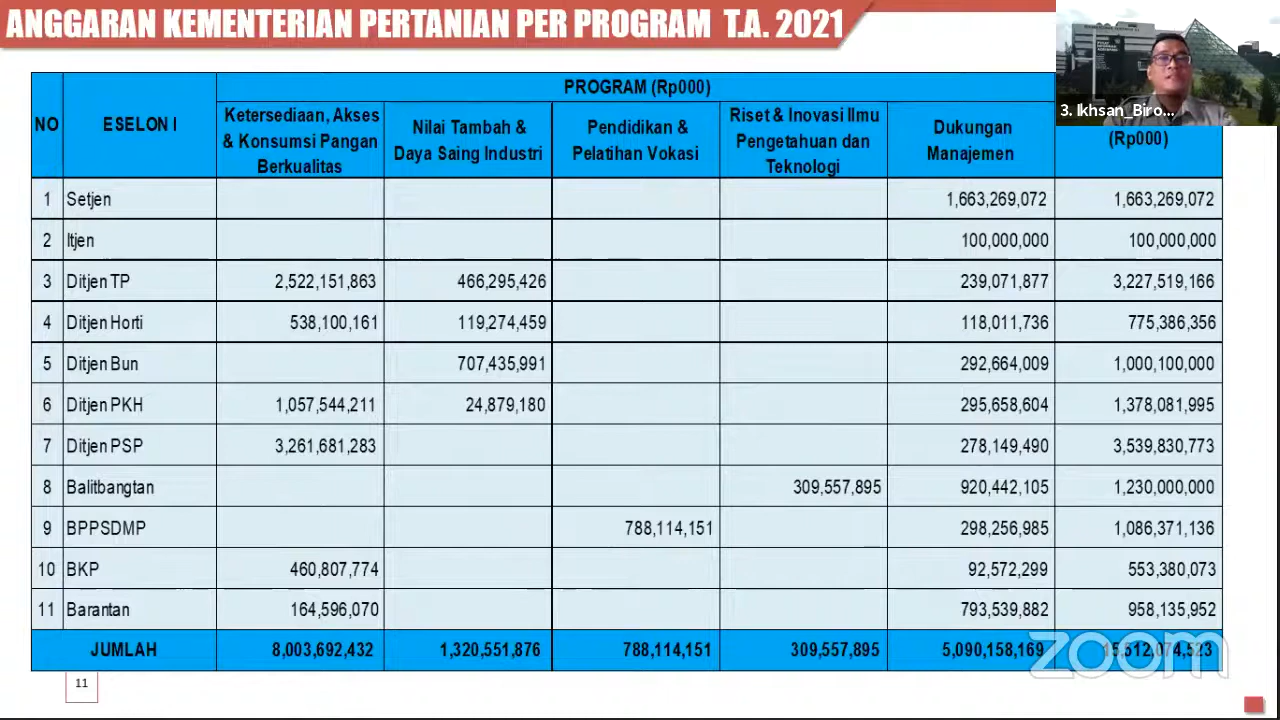 ANGGARAN KEMENTERIAN PERTANIAN PER PROGRAM T.A. 2021
3. Ikhsan_Biro...
NO ESELON I PROGRAM (Rp000)
Ketersediaan, Akses & Konsumsi Pangan Berkualitas Nilai Tambah & Daya Saing Industri Pendidikan & Pelatihan Vokasi Riset & Inovasi Ilmu Pengetahuan dan Teknologi Dukungan Manajemen (Rp000)
1 Setjen 1,663,269,072 1,663,269,072
2 Itjen 100,000,000 100,000,000
3 Ditjen TP 2,522,151,863 466,295,426 239,071,877 3,227,519,166
4 Ditjen Horti 538,100,161 119,274,459 118,011,736 775,386,356
5 Ditjen Bun 707,435,991 292,664,009 1,000,100,000
6 Ditjen PKH 1,057,544,211 24,879,180 295,658,604 1,378,081,995
7 Ditjen PSP 3,261,681,283 278,149,490 3,539,830,773
8 Balitbangtan 309,557,895 920,442,105 1,230,000,000
9 BPPSDMP 788,114,151 298,256,985 1,086,371,136
10 BKP 460,807,774 92,572,299 553,380,073
11 Barantan 164,596,070 793,539,882 958,135,952
JUMLAH 8,003,692,432 1,320,551,876 788,114,151 309,557,895 5,090,158,169 15,512,074,523
zoom
11